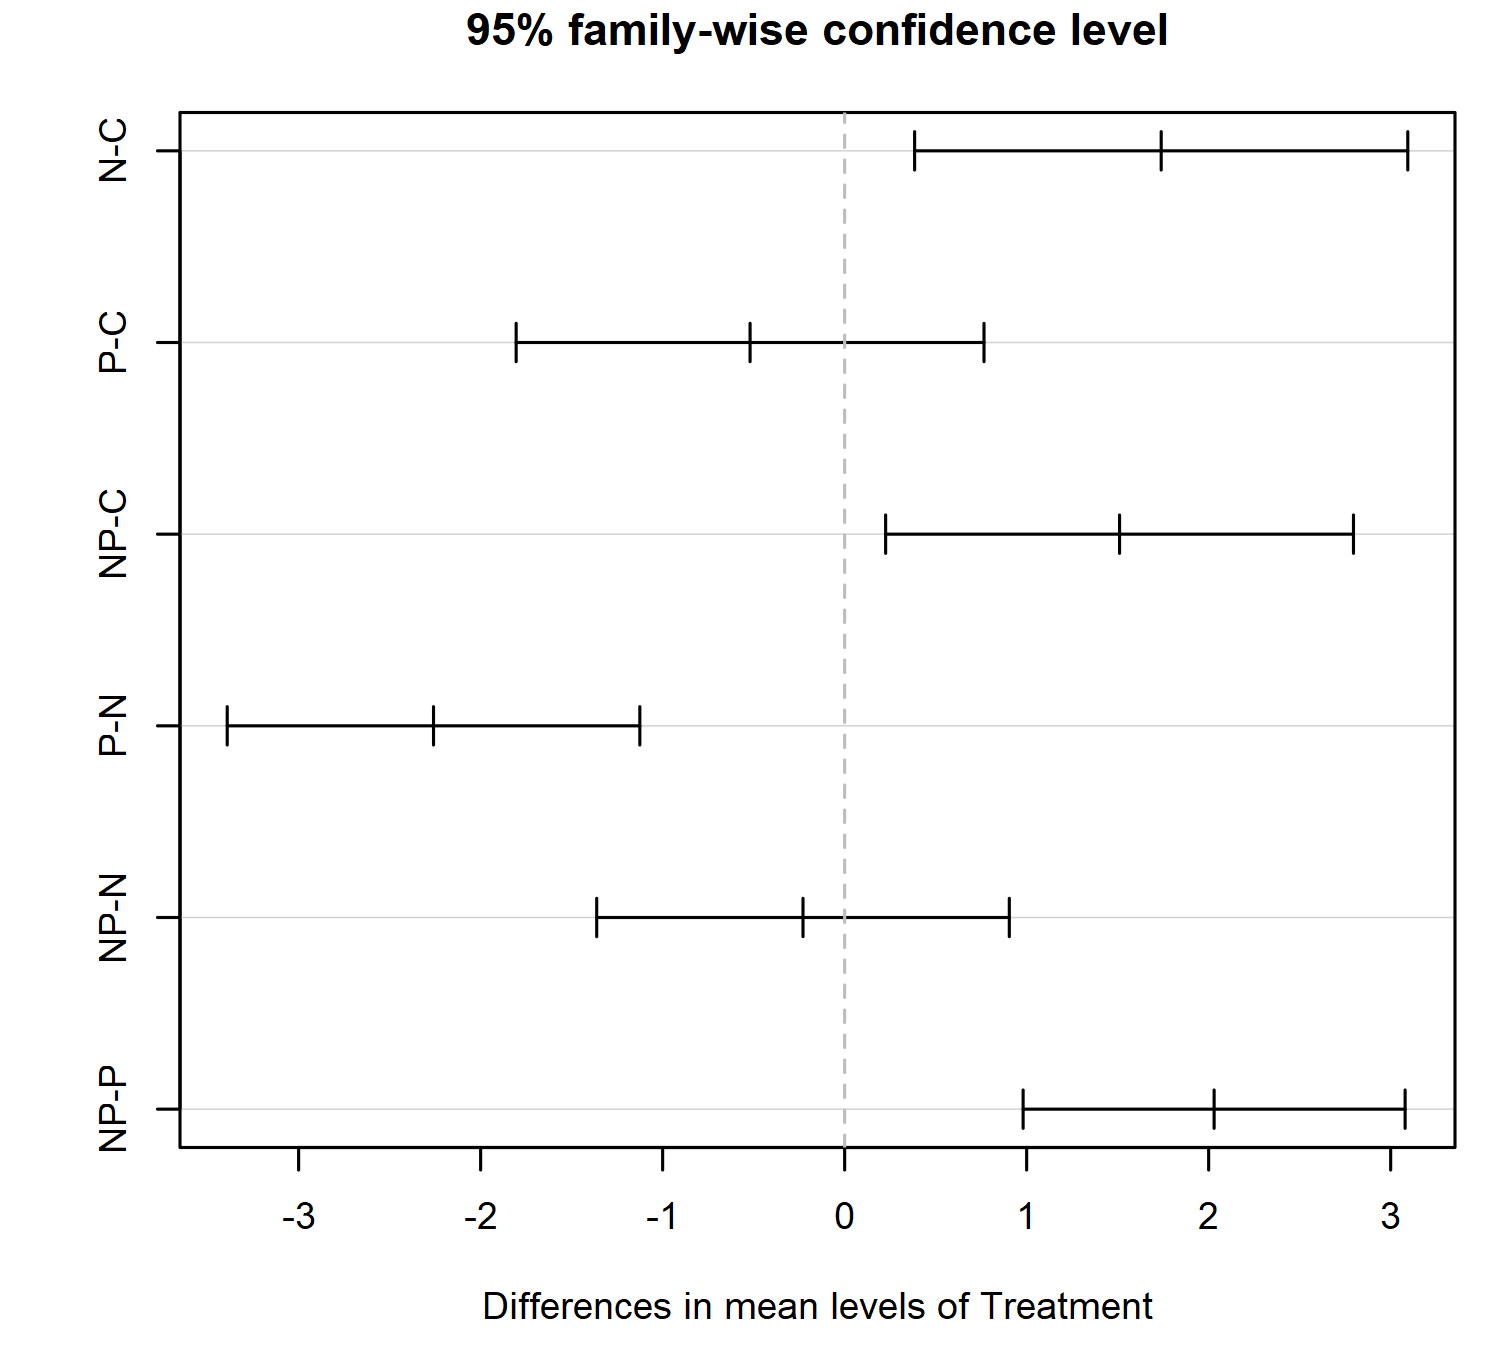 95% family-wise confidence level
N-C
P-C
NP-C
P-N
NP-N
NP-P
-3 -2 -1 0 1 2 3
Differences in mean levels of Treatment